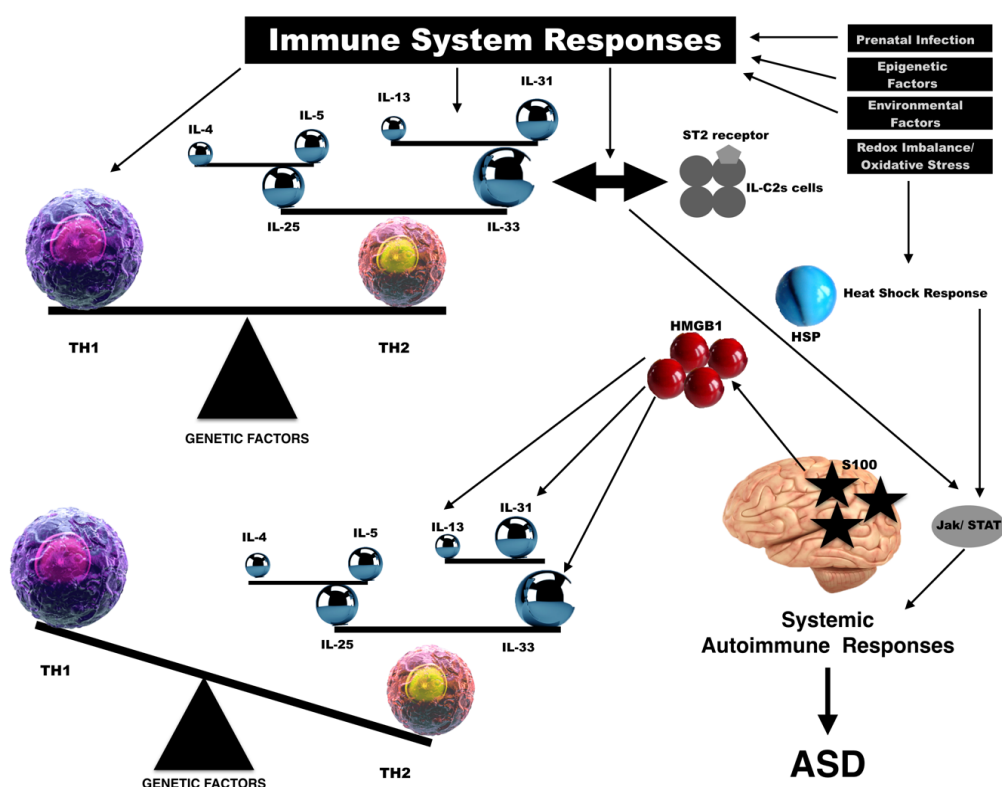 Immune System Responses
Prenatal Infection
Epigenetic
Factors
Environmental
Factors
Redox Imbalance/
Oxidative Stress
IL-4
IL-5
IL-13
IL-31
ST2 receptor
IL-C2s cells
IL-25
IL-33
TH1
TH2
GENETIC FACTORS
HSP
Heat Shock Response
HMGB1
S100
Jak/ STAT
IL-4
IL-5
IL-13
IL-31
IL-25
IL-33
TH1
TH2
GENETIC FACTORS
Systemic
Autoimmune Responses
ASD